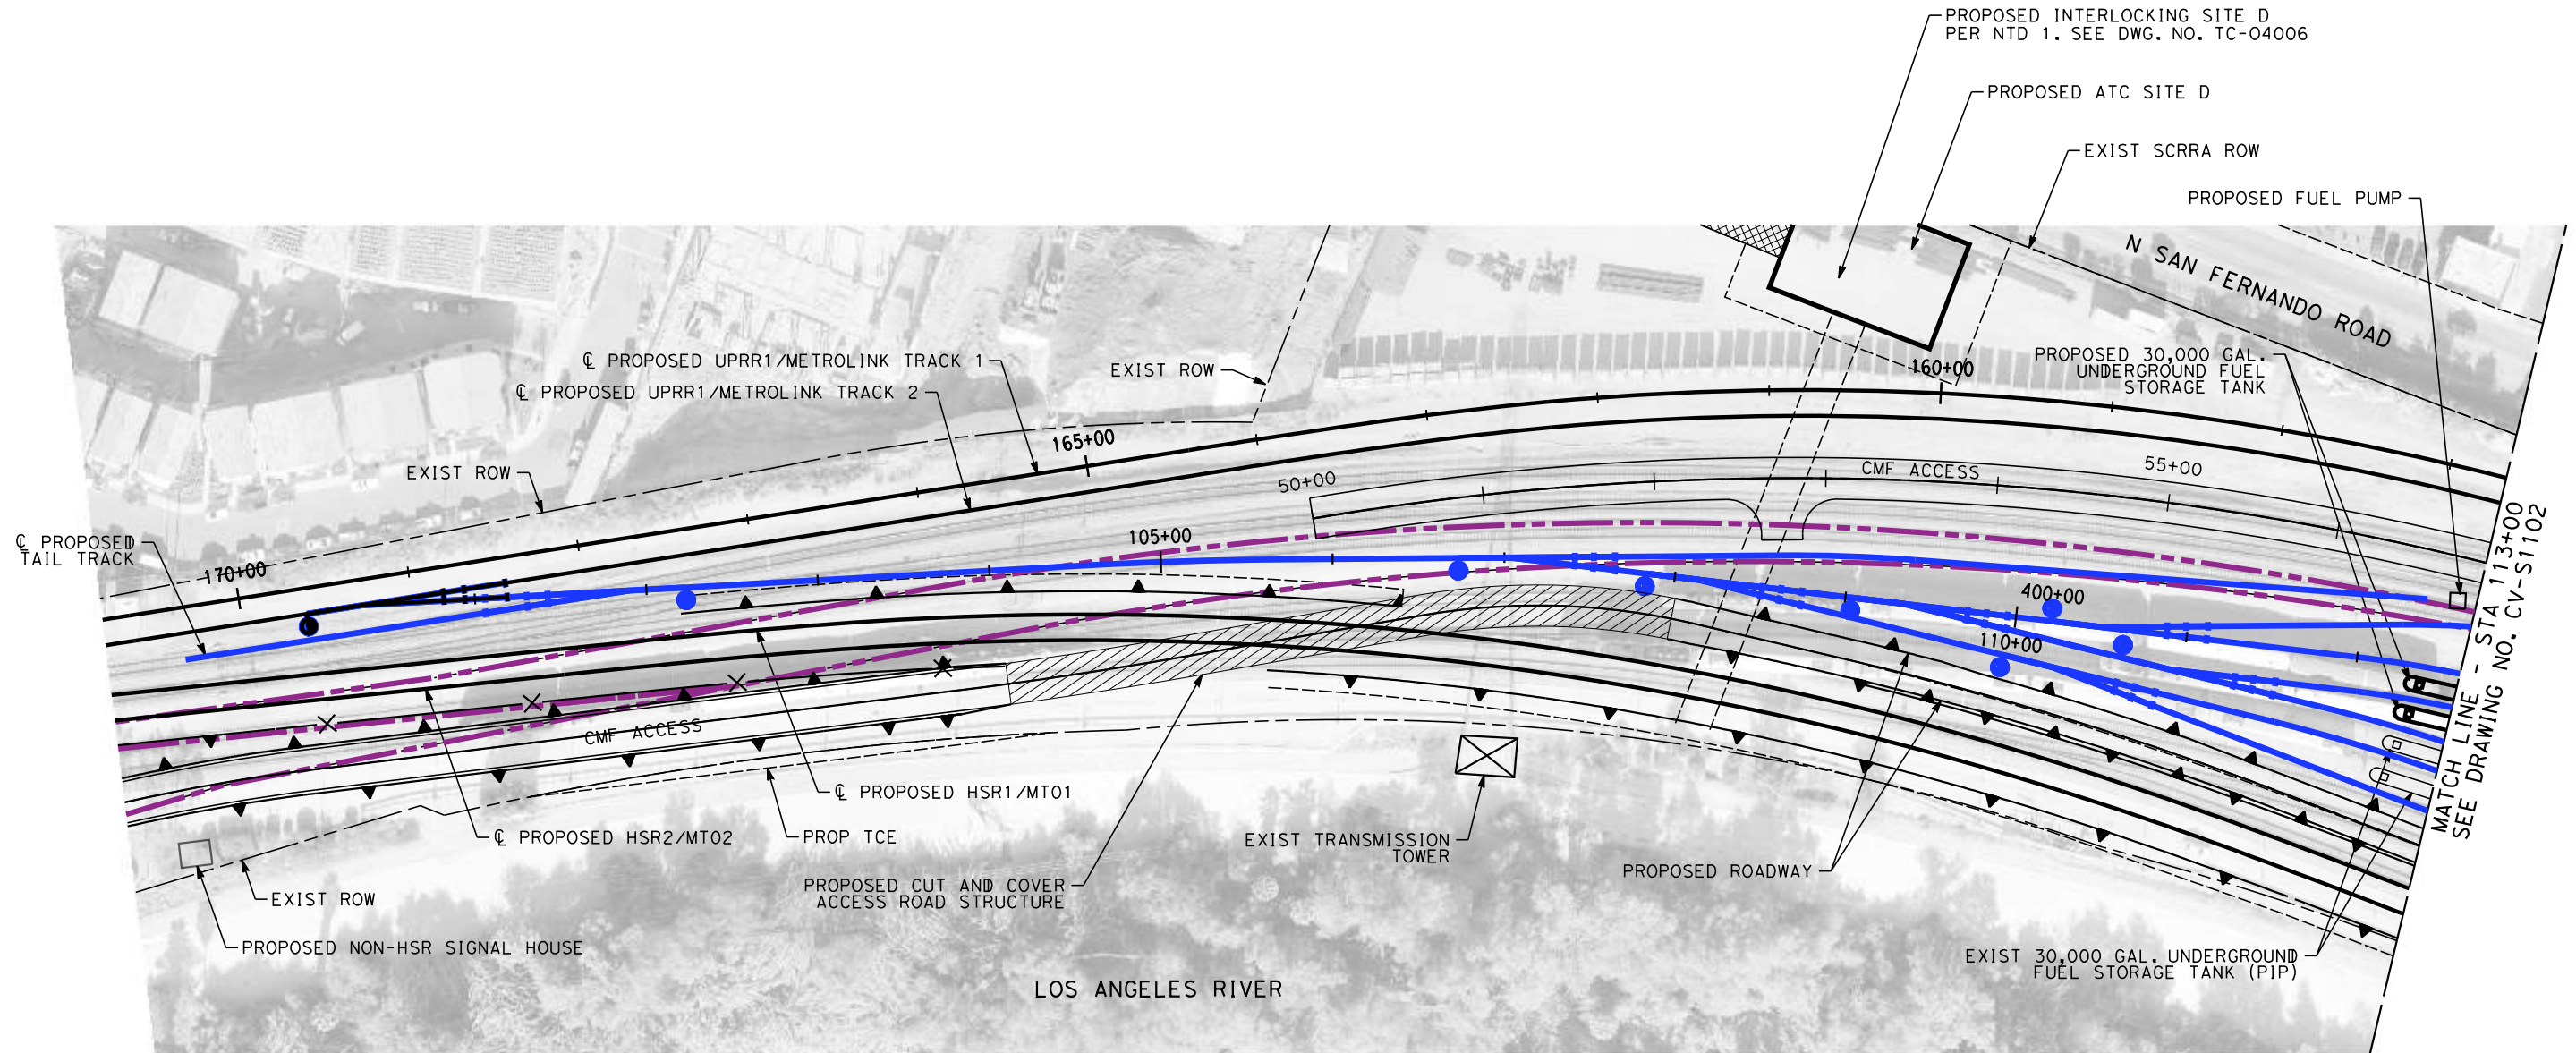 PROPOSED INTERLOCKING SITE D
PER NTD 1. SEE DWG. NO. TC-04006
PROPOSED ATC SITE D
EXIST SCRRA ROW
PROPOSED FUEL PUMP
N SAN FERNANDO ROAD
PROPOSED 30,000 GAL.
UNDERGROUND FUEL
STORAGE TANK
160+00
℄ PROPOSED UPRR1/METROLINK TRACK 1
EXIST ROW
℄ PROPOSED UPRR1/METROLINK TRACK 2
165+00
EXIST ROW
50+00
CMF ACCESS
55+00
℄ PROPOSED
TAIL TRACK
170+00
105+00
400+00
110+00
MATCH LINE - STA 113+00
SEE DRAWING NO. CV-S1102
CMF ACCESS
℄ PROPOSED HSR1/MT01
℄ PROPOSED HSR2/MT02
PROP TCE
EXIST TRANSMISSION
TOWER
PROPOSED ROADWAY
PROPOSED CUT AND COVER
ACCESS ROAD STRUCTURE
EXIST ROW
PROPOSED NON-HSR SIGNAL HOUSE
EXIST 30,000 GAL. UNDERGROUND
FUEL STORAGE TANK (PIP)
LOS ANGELES RIVER